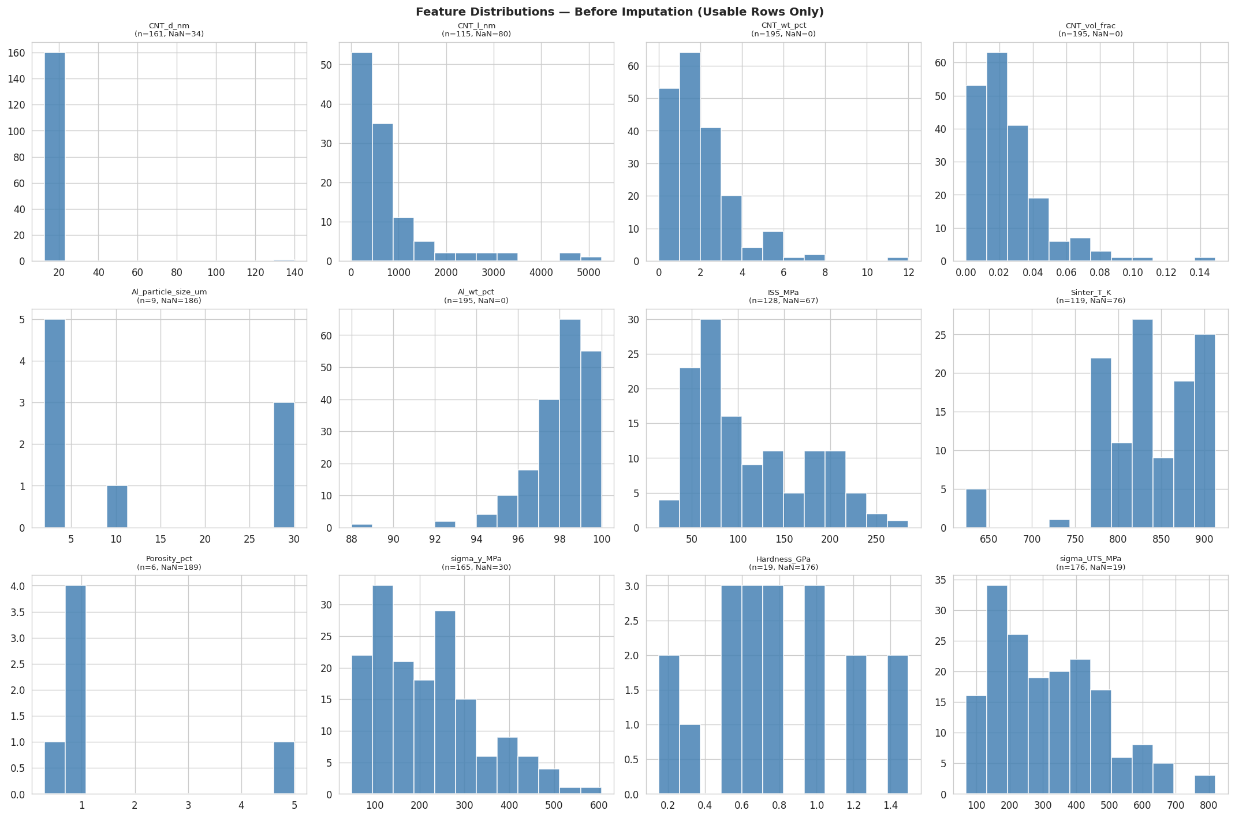 Feature Distributions — Before Imputation (Usable Rows Only)
CNT_d_nm
(n=161, NaN=34)
160
140
120
100
80
60
40
20
0
20 40 60 80 100 120 140
CNT_l_nm
(n=115, NaN=80)
50
40
30
20
10
0
0 1000 2000 3000 4000 5000
CNT_wt_pct
(n=195, NaN=0)
60
50
40
30
20
10
0
0 2 4 6 8 10 12
CNT_vol_frac
(n=195, NaN=0)
60
50
40
30
20
10
0
0.00 0.02 0.04 0.06 0.08 0.10 0.12 0.14
Al_particle_size_um
(n=9, NaN=186)
5
4
3
2
1
0
5 10 15 20 25 30
Al_wt_pct
(n=195, NaN=0)
60
50
40
30
20
10
0
88 90 92 94 96 98 100
ISS_MPa
(n=128, NaN=67)
30
25
20
15
10
5
0
50 100 150 200 250
Sinter_T_K
(n=119, NaN=76)
25
20
15
10
5
0
650 700 750 800 850 900
Porosity_pct
(n=6, NaN=189)
4.0
3.5
3.0
2.5
2.0
1.5
1.0
0.5
0.0
1 2 3 4 5
sigma_y_MPa
(n=165, NaN=30)
30
25
20
15
10
5
0
100 200 300 400 500 600
Hardness_GPa
(n=19, NaN=176)
3.0
2.5
2.0
1.5
1.0
0.5
0.0
0.2 0.4 0.6 0.8 1.0 1.2 1.4
sigma_UTS_MPa
(n=176, NaN=19)
35
30
25
20
15
10
5
0
100 200 300 400 500 600 700 800